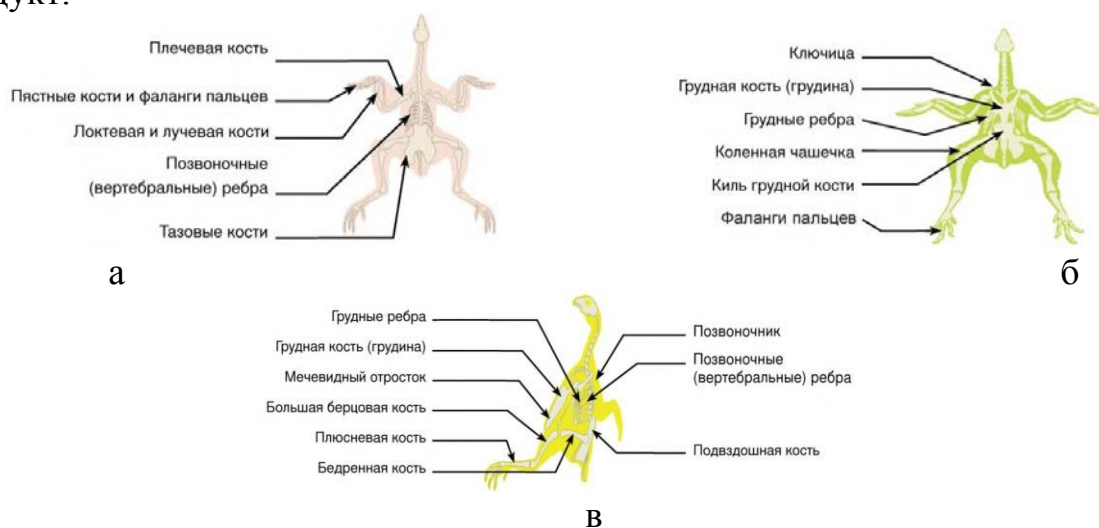 дукт.
Плечевая кость
Пястные кости и фаланги пальцев
Локтевая и лучевая кости
Позвоночные
(вертебральные) ребра
Тазовые кости
а
Ключица
Грудная кость (грудина)
Грудные ребра
Коленная чашечка
Киль грудной кости
Фаланги пальцев
б
Грудные ребра
Грудная кость (грудина)
Мечевидный отросток
Большая берцовая кость
Плюсневая кость
Бедренная кость
Позвоночник
Позвоночные
(вертебральные) ребра
Подвздошная кость
в